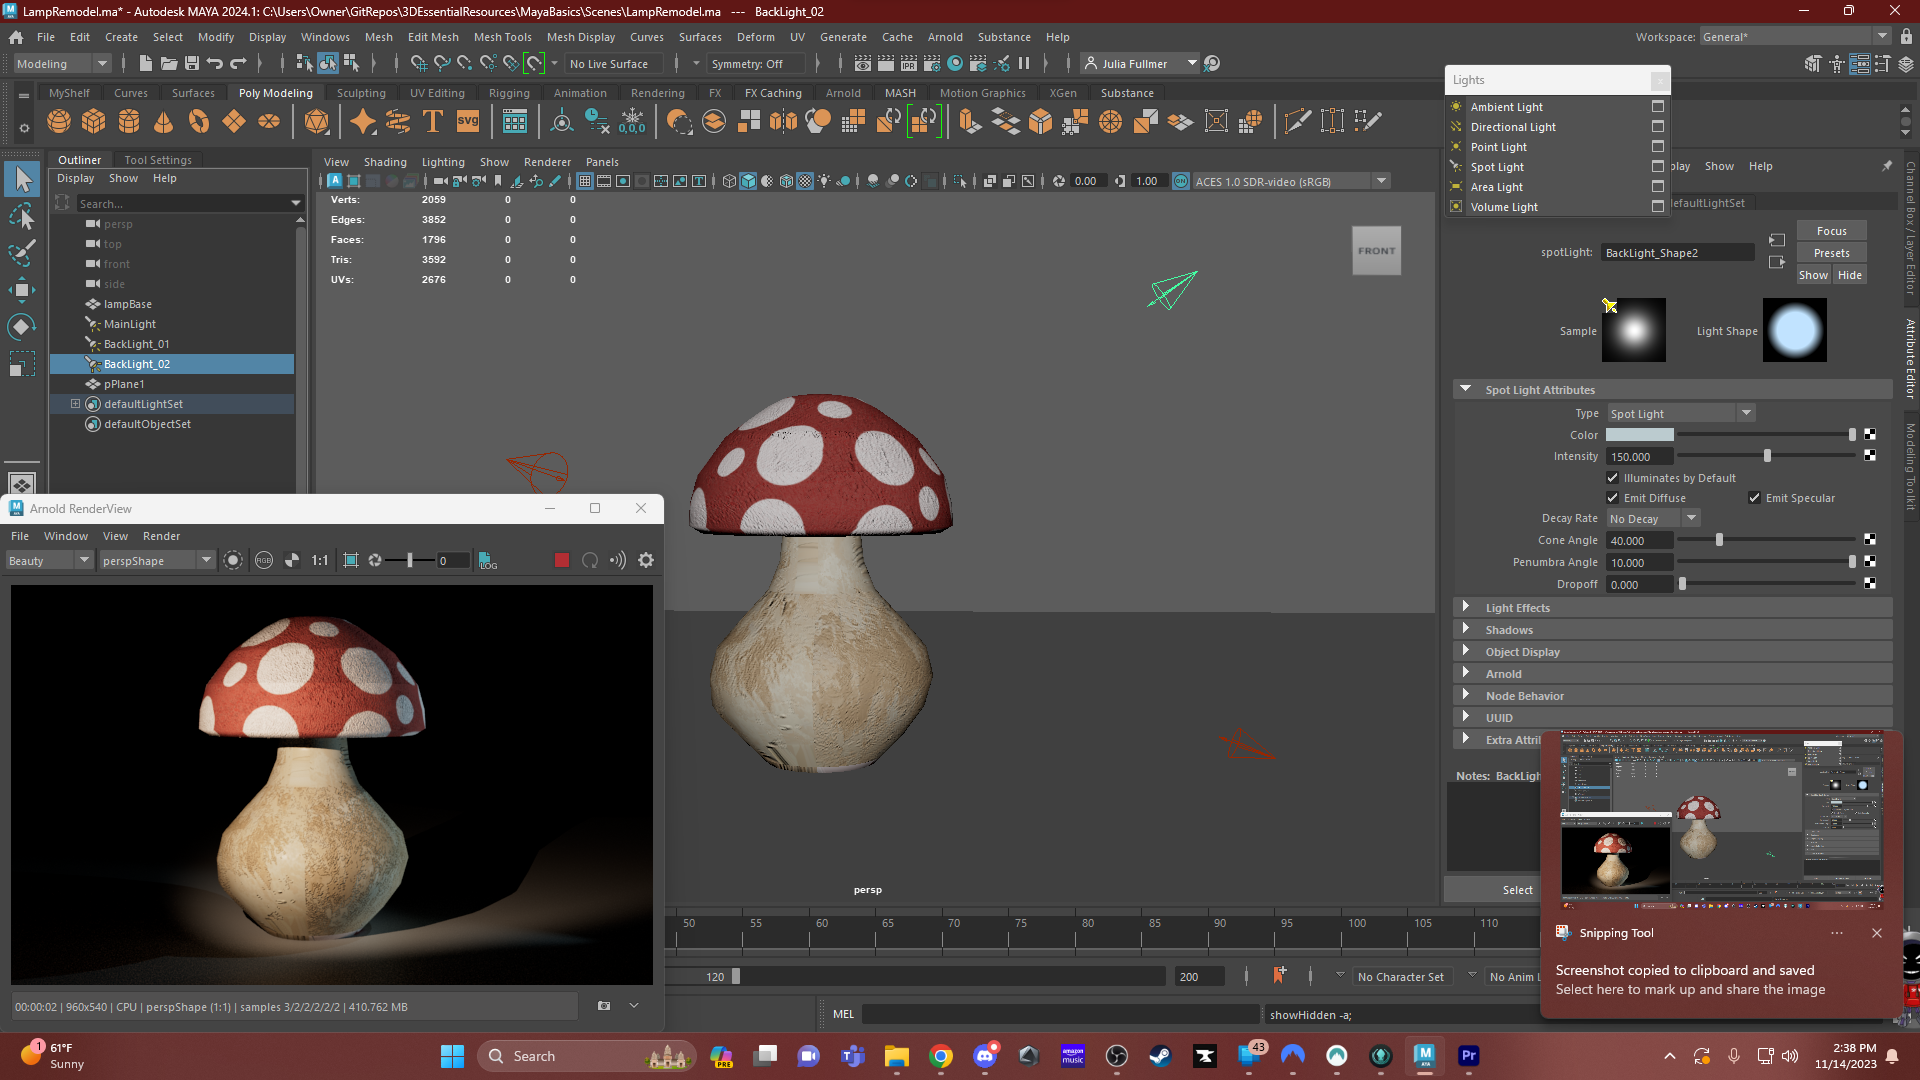 LampRemodel.ma* - Autodesk MAYA 2024.1: C:\Users\Owner\GitRepos\3DEssentialResources\MayaBasics\Scenes\LampRemodel.ma --- BackLight_02
File Edit Create Select Modify Display Windows Mesh Edit Mesh Mesh Tools Mesh Display Curves Surfaces Deform UV Generate Cache Arnold Substance Help
Workspace: General*
Modeling
No Live Surface
Symmetry: Off
Julia Fullmer
MyShelf Curves Surfaces Poly Modeling Sculpting UV Editing Rigging Animation Rendering FX FX Caching Arnold MASH Motion Graphics XGen Substance
Lights
Ambient Light
Directional Light
Point Light
Spot Light
Area Light
Volume Light
Outliner Tool Settings
Display Show Help
Search...
persp
top
front
side
lampBase
MainLight
BackLight_01
BackLight_02
pPlane1
defaultLightSet
defaultObjectSet
View Shading Lighting Show Renderer Panels
0.00 1.00 ACES 1.0 SDR-video (sRGB)
Verts: 2059 0 0
Edges: 3852 0 0
Faces: 1796 0 0
Tris: 3592 0 0
UVs: 2676 0 0
FRONT
persp
Show Help
spotLight: BackLight_Shape2
Focus
Presets
Show Hide
Sample
Light Shape
Spot Light Attributes
Type Spot Light
Color
Intensity 150.000
Illuminates by Default
Emit Diffuse Emit Specular
Decay Rate No Decay
Cone Angle 40.000
Penumbra Angle 10.000
Dropoff 0.000
Light Effects
Shadows
Object Display
Arnold
Node Behavior
UUID
Notes:
Select
Channel Box / Layer Editor
Attribute Editor
Modeling Toolkit
Arnold RenderView
File Window View Render
Beauty perspShape 1:1 0
00:00:02 | 960x540 | CPU | perspShape (1:1) | samples 3/2/2/2/2/2 | 410.762 MB
50 55 60 65 70 75 80 85 90 95 100 105 110
120 200 No Character Set
MEL showHidden -a;
Snipping Tool
Screenshot copied to clipboard and saved
Select here to mark up and share the image
1
61°F
Sunny
Search
43
2:38 PM
11/14/2023